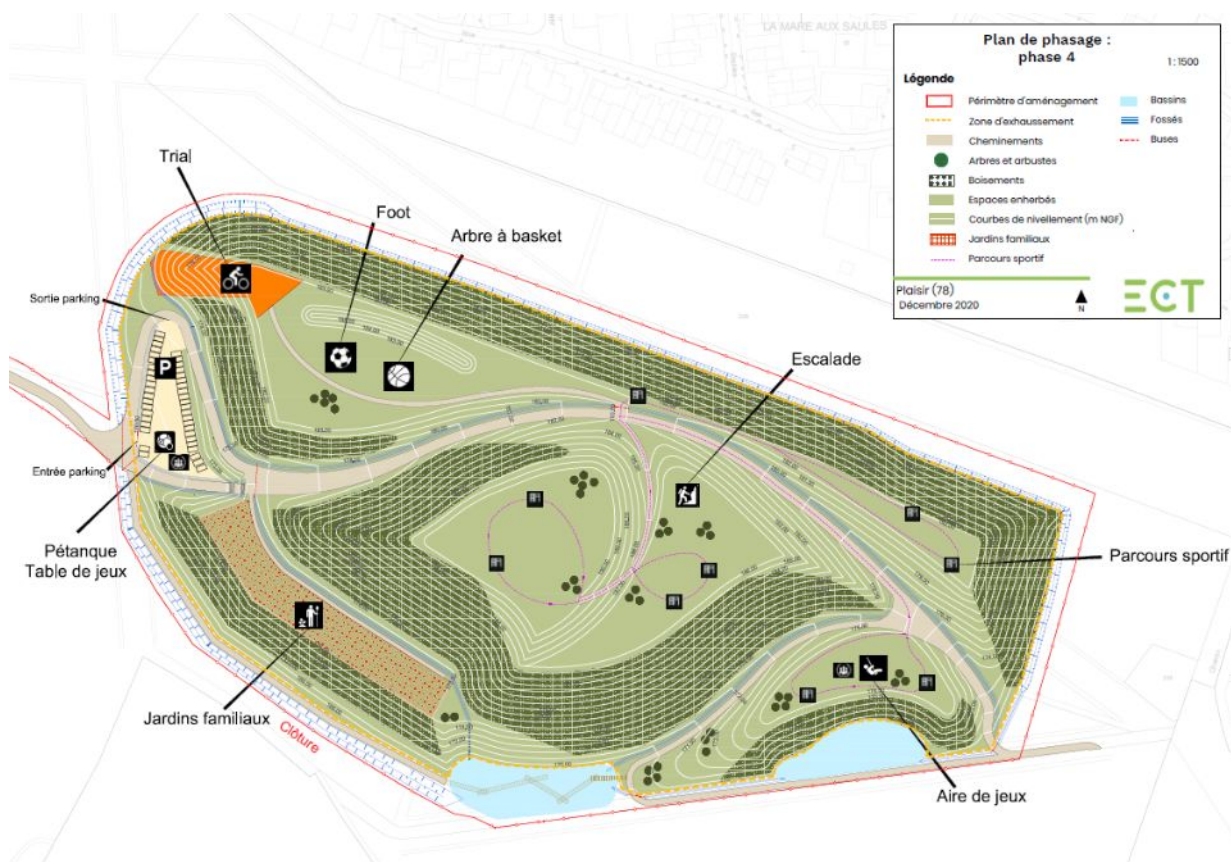 LA MARE AUX SAULES
Plan de phasage :
phase 4
1:1500
Légende
Périmètre d'aménagement
Zone d'exhaussement
Cheminements
Arbres et arbustes
Boisements
Espaces enherbés
Courbes de nivellement (m NGF)
Jardins familiaux
Parcours sportif
Bassins
Fossés
Buses
Plaisir (78)
Décembre 2020
N
ECT
Trial
Foot
Arbre à basket
Sortie parking
Escalade
P
Entrée parking
Pétanque
Table de jeux
Parcours sportif
Jardins familiaux
Clôture
Aire de jeux